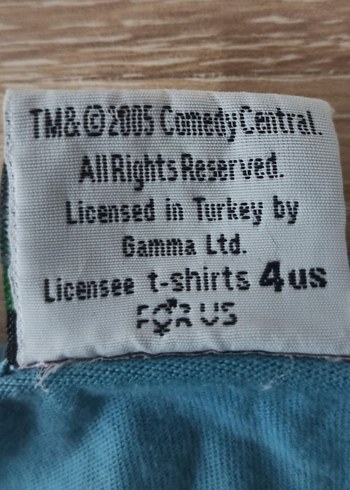 TM&©2005 Comedy Central.
All Rights Reserved.
Licensed in Turkey by
Gamma Ltd.
Licensee t-shirts 4us
FOR US